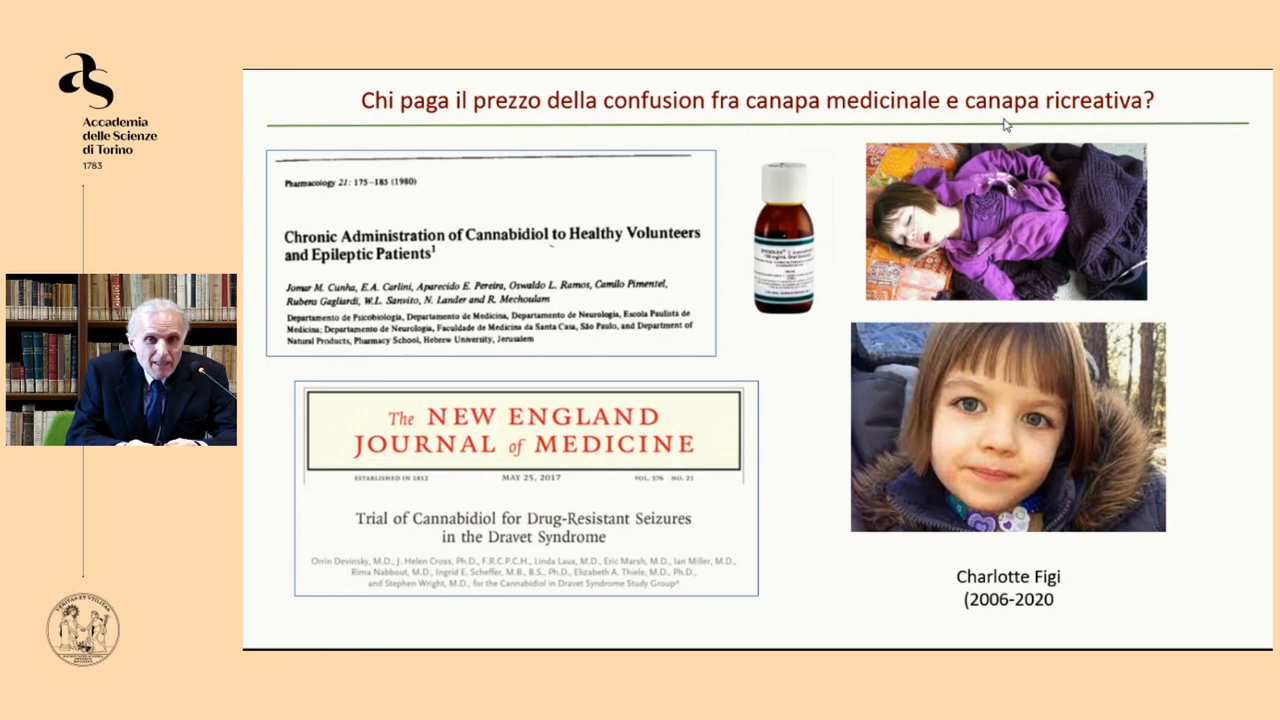 Accademia
delle Scienze
di Torino
1783
Chi paga il prezzo della confusion fra canapa medicinale e canapa ricreativa?
Pharmacology 21: 175–185 (1980)
Chronic Administration of Cannabidiol to Healthy Volunteers
and Epileptic Patients¹
Jomar M. Cunha, E.A. Carlini, Aparecido E. Pereira, Oswaldo L. Ramos, Camilo Pimentel,
Rubens Gagliardi, W.L. Sanvito, N. Lander and R. Mechoulam
Departamento de Psicobiologia, Departamento de Medicina, Departamento de Neurologia, Escola Paulista de
Medicina; Departamento de Neurologia, Faculdade de Medicina da Santa Casa, São Paulo, and Department of
Natural Products, Pharmacy School, Hebrew University, Jerusalem
The NEW ENGLAND
JOURNAL of MEDICINE
ESTABLISHED IN 1812 MAY 25, 2017 VOL. 376 NO. 21
Trial of Cannabidiol for Drug-Resistant Seizures
in the Dravet Syndrome
Orrin Devinsky, M.D., J. Helen Cross, Ph.D., F.R.C.P.C.H., Linda Laux, M.D., Eric Marsh, M.D., Ian Miller, M.D.,
Rima Nabbout, M.D., Ingrid E. Scheffer, M.B., B.S., Ph.D., Elizabeth A. Thiele, M.D., Ph.D.,
and Stephen Wright, M.D., for the Cannabidiol in Dravet Syndrome Study Group*
Charlotte Figi
(2006-2020